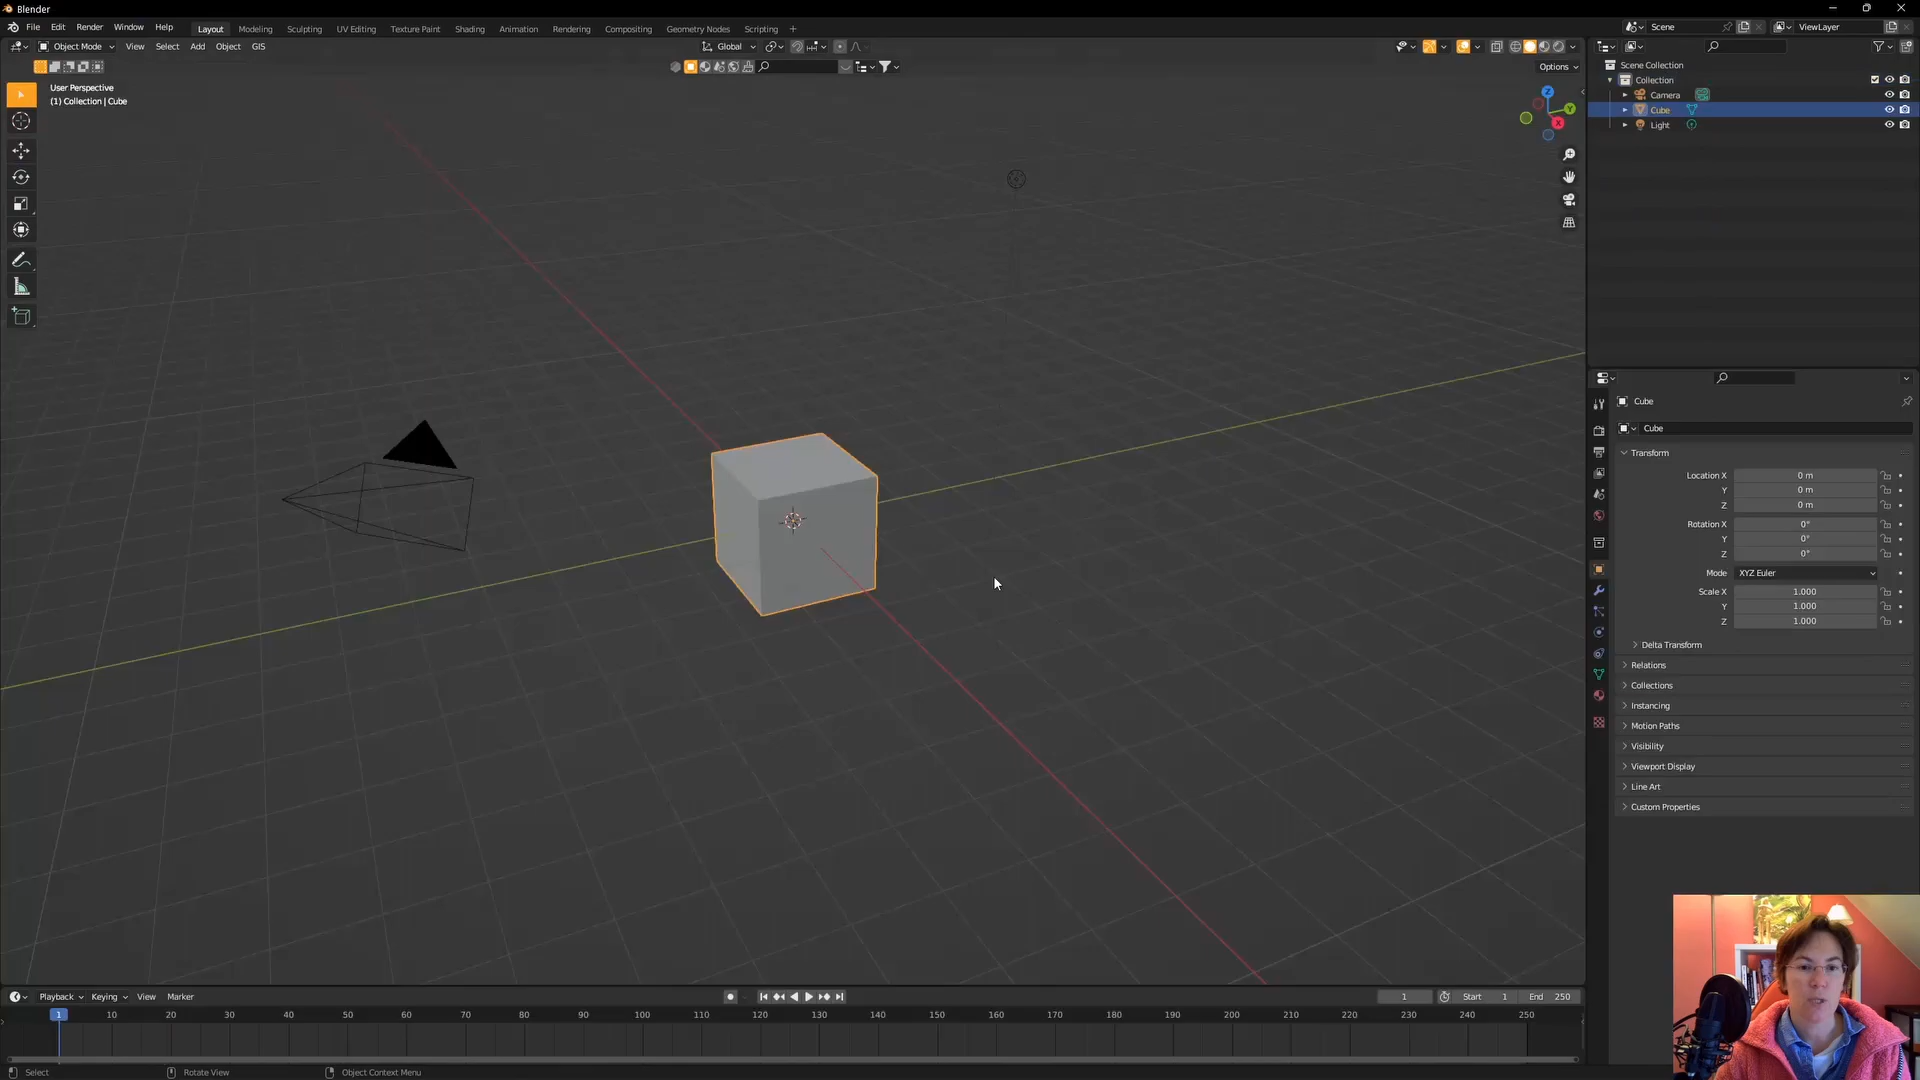 Blender
File Edit Render Window Help Layout Modeling Sculpting UV Editing Texture Paint Shading Animation Rendering Compositing Geometry Nodes Scripting + Scene ViewLayer
Object Mode View Select Add Object GIS Global
Options
User Perspective
(1) Collection | Cube
Z
Y
X
Scene Collection
Collection
Camera
Cube
Light
Cube
Cube
Transform
Location X 0 m
Y 0 m
Z 0 m
Rotation X 0°
Y 0°
Z 0°
Mode XYZ Euler
Scale X 1.000
Y 1.000
Z 1.000
Delta Transform
Relations
Collections
Instancing
Motion Paths
Visibility
Viewport Display
Line Art
Custom Properties
Playback Keying View Marker 1 Start 1 End 250
1 10 20 30 40 50 60 70 80 90 100 110 120 130 140 150 160 170 180 190 200 210 220 230 240 250
Select Rotate View Object Context Menu